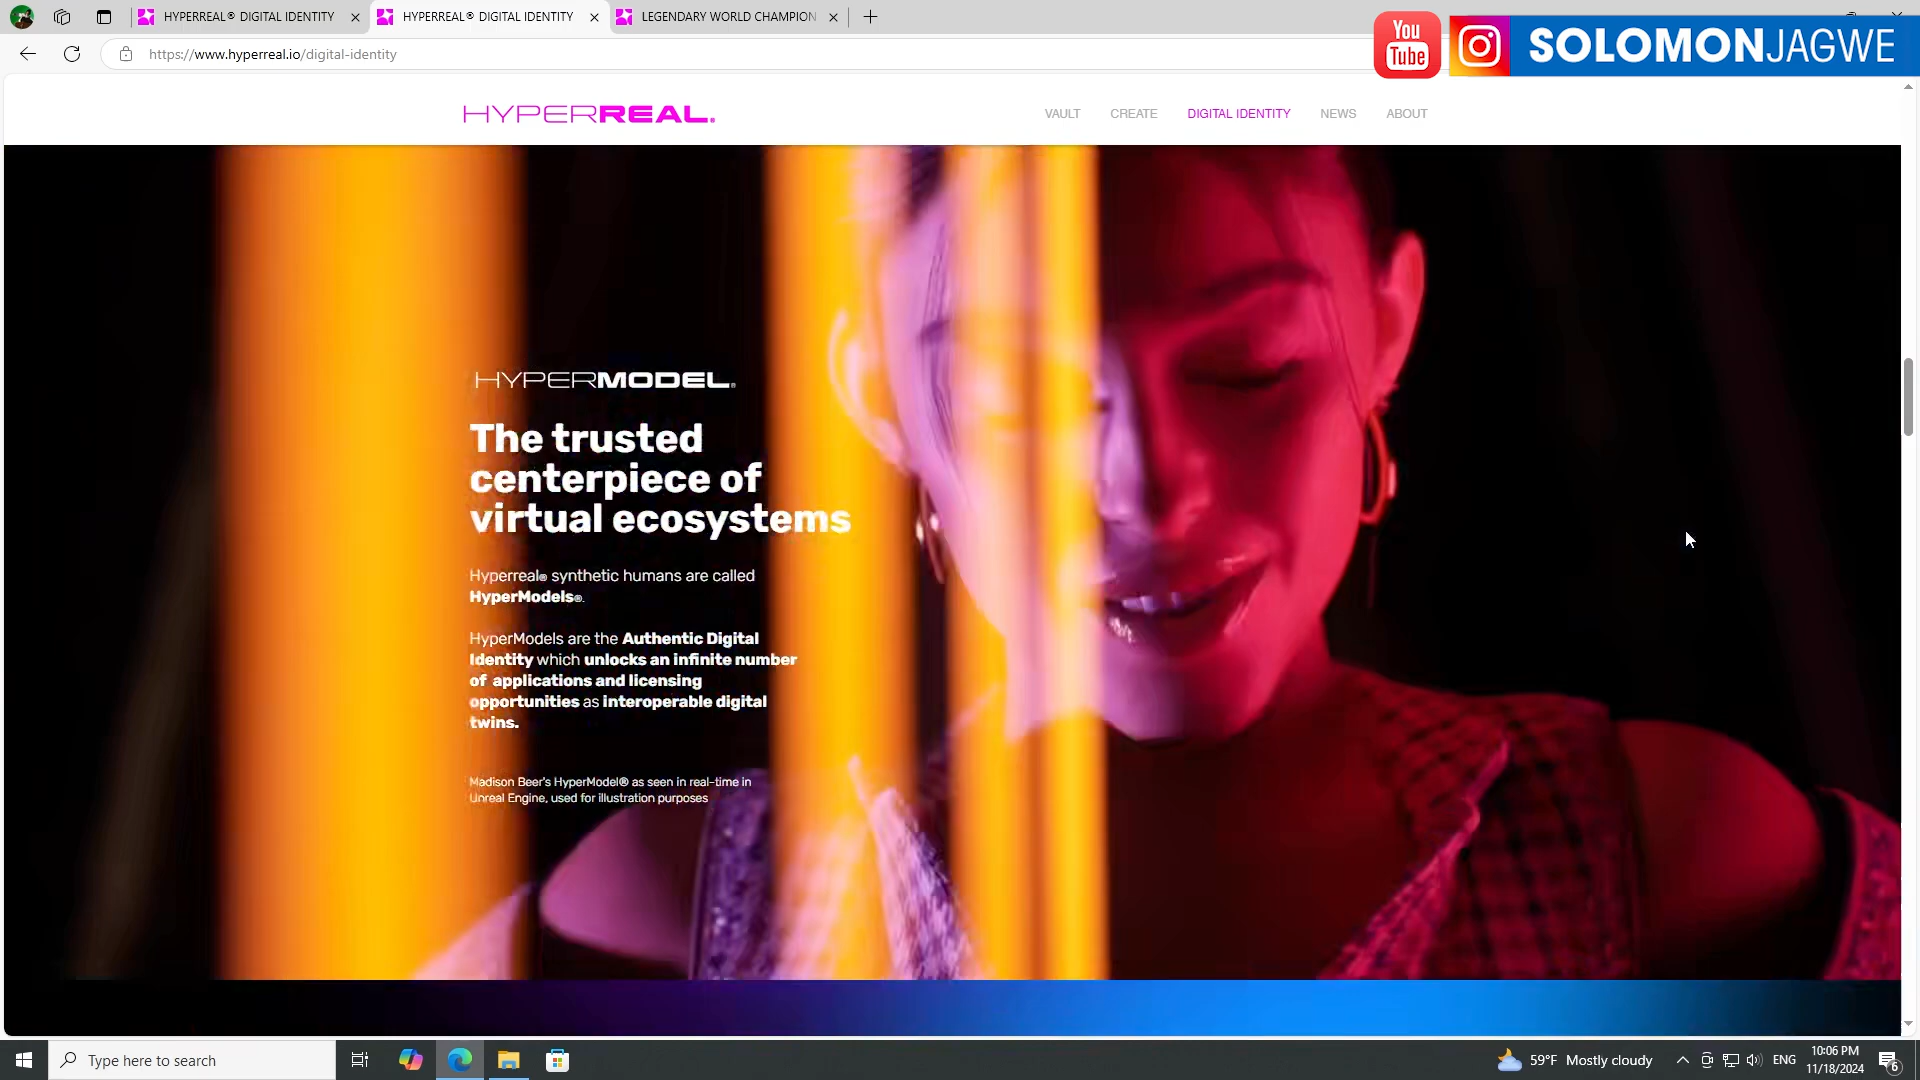 HYPERREAL® DIGITAL IDENTITY
HYPERREAL® DIGITAL IDENTITY
LEGENDARY WORLD CHAMPION
https://www.hyperreal.io/digital-identity
You
Tube
SOLOMONJAGWE
HYPERREAL.
VAULT
CREATE
DIGITAL IDENTITY
NEWS
ABOUT
HYPERMODEL®
The trusted
centerpiece of
virtual ecosystems
Hyperreal® synthetic humans are called
HyperModels®.
HyperModels are the Authentic Digital
Identity which unlocks an infinite number
of applications and licensing
opportunities as interoperable digital
twins.
Madison Beer's HyperModel® as seen in real-time in
Unreal Engine, used for illustration purposes
Type here to search
59°F Mostly cloudy
ENG
10:06 PM
11/18/2024
6